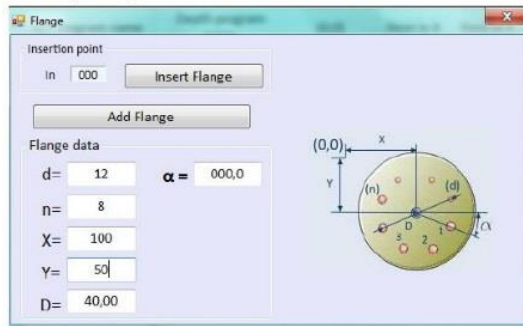 Flange
Insertion point
In 000 Insert Flange
Add Flange
Flange data
d= 12 α = 000,0
n= 8
X= 100
Y= 50
D= 40,00
(0,0) X
Y (n) (d)
D 1 α
3 2